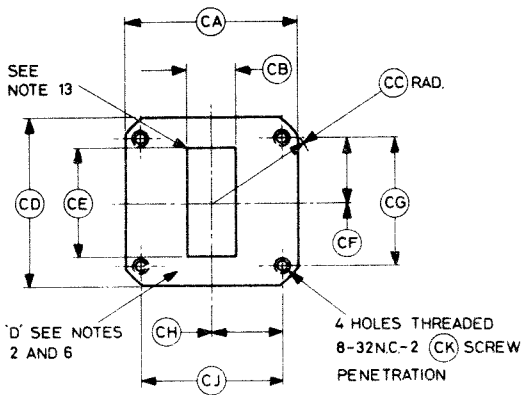 CA
CB
SEE
NOTE 13
CC RAD.
CD
CE
CF
CG
'D' SEE NOTES
2 AND 6
CH
CJ
4 HOLES THREADED
8-32N.C.-2 CK SCREW
PENETRATION